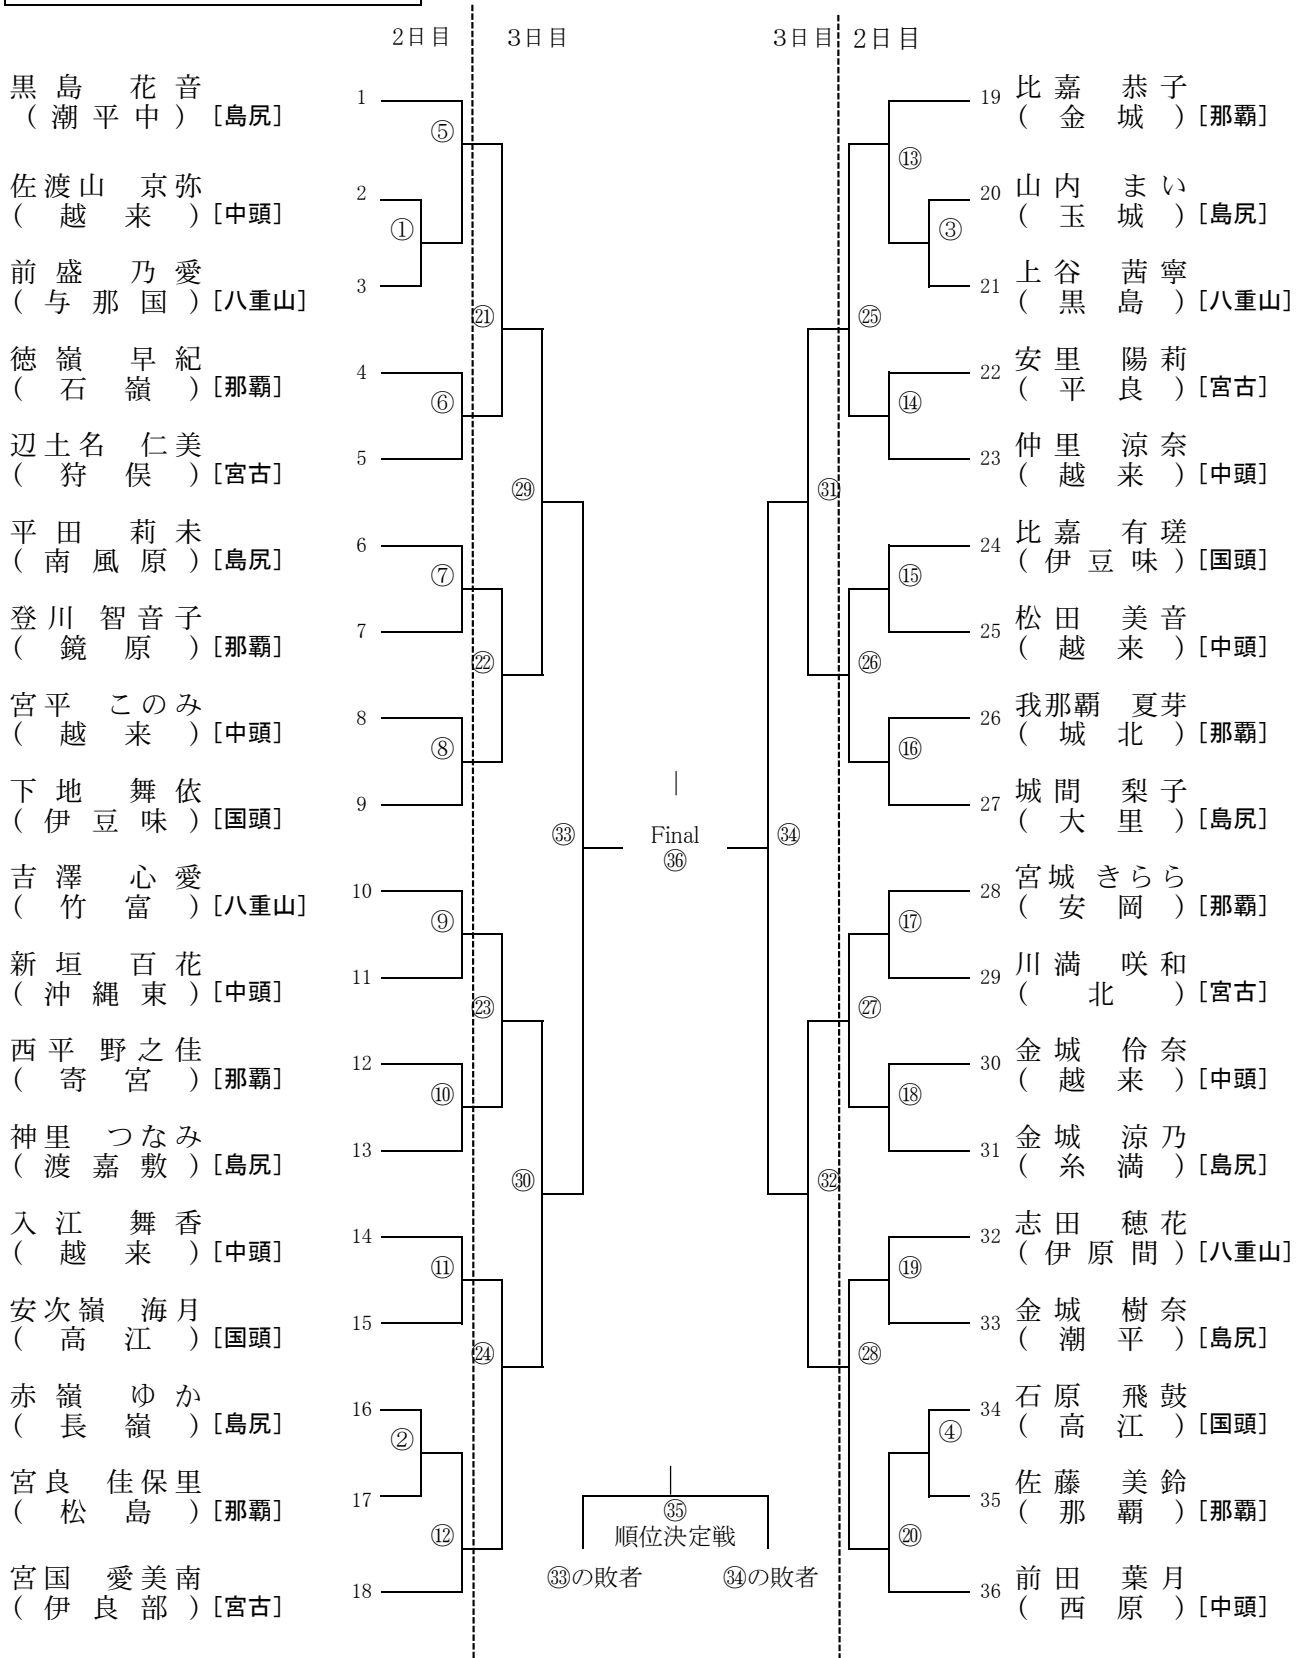 2日目 3日目
3日目 2日目
黒島 花音
(潮平中) [島尻]
1
佐渡山 京弥
(越来) [中頭]
2
前盛 乃愛
(与那国) [八重山]
3
徳嶺 早紀
(石嶺) [那覇]
4
辺土名 仁美
(狩俣) [宮古]
5
平田 莉未
(南風原) [島尻]
6
登川 智音子
(鏡原) [那覇]
7
宮平 このみ
(越来) [中頭]
8
下地 舞依
(伊豆味) [国頭]
9
吉澤 心愛
(竹富) [八重山]
10
新垣 百花
(沖縄東) [中頭]
11
西平 野之佳
(寄宮) [那覇]
12
神里 つなみ
(渡嘉敷) [島尻]
13
入江 舞香
(越来) [中頭]
14
安次嶺 海月
(高江) [国頭]
15
赤嶺 ゆか
(長嶺) [島尻]
16
宮良 佳保里
(松島) [那覇]
17
宮国 愛美南
(伊良部) [宮古]
18
⑤
①
㉑
⑥
㉙
⑦
㉒
⑧
㉝
⑨
㉓
⑩
㉚
⑪
㉔
②
⑫
Final
㊱
㉟
順位決定戦
㉝の敗者 ㉞の敗者
⑬
③
㉕
⑭
㉛
⑮
㉖
⑯
㉞
⑰
㉗
⑱
㉜
⑲
㉘
④
⑳
19 比嘉 恭子
(金城) [那覇]
20 山内 まい
(玉城) [島尻]
21 上谷 茜寧
(黒島) [八重山]
22 安里 陽莉
(平良) [宮古]
23 仲里 涼奈
(越来) [中頭]
24 比嘉 有瑳
(伊豆味) [国頭]
25 松田 美音
(越来) [中頭]
26 我那覇 夏芽
(城北) [那覇]
27 城間 梨子
(大里) [島尻]
28 宮城 きらら
(安岡) [那覇]
29 川満 咲和
(北) [宮古]
30 金城 伶奈
(越来) [中頭]
31 金城 涼乃
(糸満) [島尻]
32 志田 穂花
(伊原間) [八重山]
33 金城 樹奈
(潮平) [島尻]
34 石原 飛鼓
(高江) [国頭]
35 佐藤 美鈴
(那覇) [那覇]
36 前田 葉月
(西原) [中頭]